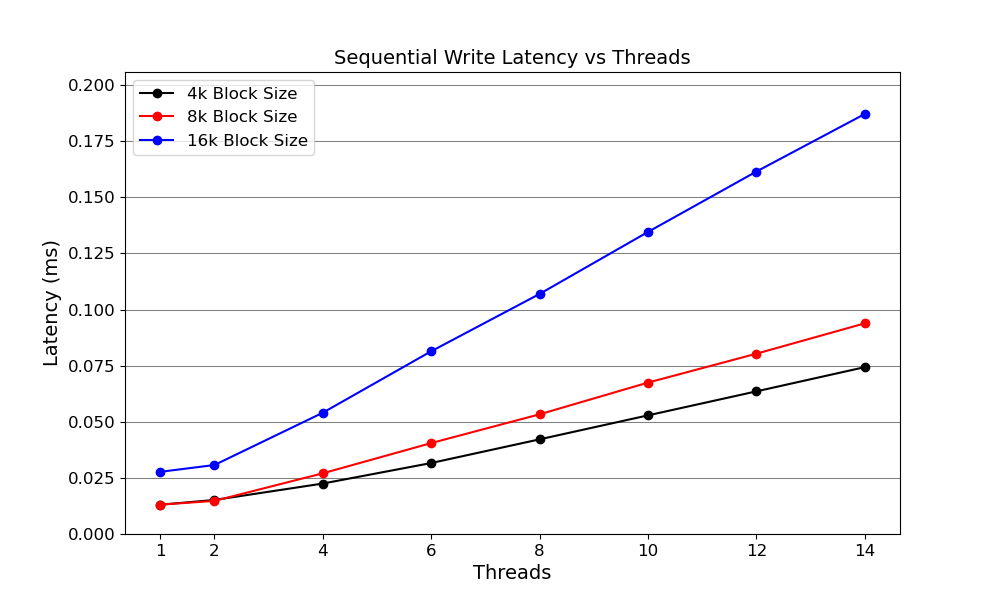 Sequential Write Latency vs Threads
4k Block Size
8k Block Size
16k Block Size
Latency (ms)
0.200
0.175
0.150
0.125
0.100
0.075
0.050
0.025
0.000
1 2 4 6 8 10 12 14
Threads